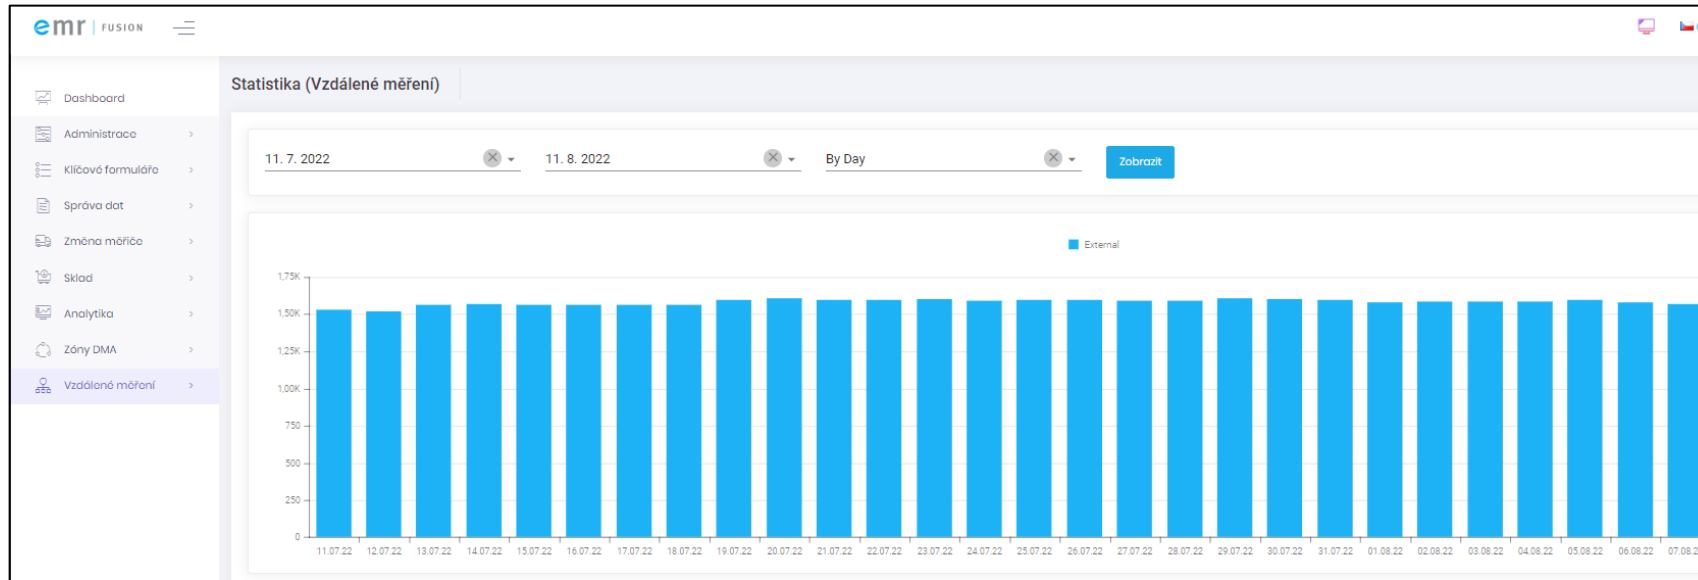 emr | FUSION
Statistika (Vzdálené měření)
Dashboard
Administrace
Klíčové formuláře
Správa dat
Změna měřiče
Sklad
Analytika
Zóny DMA
Vzdálené měření
11. 7. 2022
11. 8. 2022
By Day
Zobrazit
External
1,75K
1,50K
1,25K
1,00K
750
500
250
0
11.07.22 12.07.22 13.07.22 14.07.22 15.07.22 16.07.22 17.07.22 18.07.22 19.07.22 20.07.22 21.07.22 22.07.22 23.07.22 24.07.22 25.07.22 26.07.22 27.07.22 28.07.22 29.07.22 30.07.22 31.07.22 01.08.22 02.08.22 03.08.22 04.08.22 05.08.22 06.08.22 07.08.2